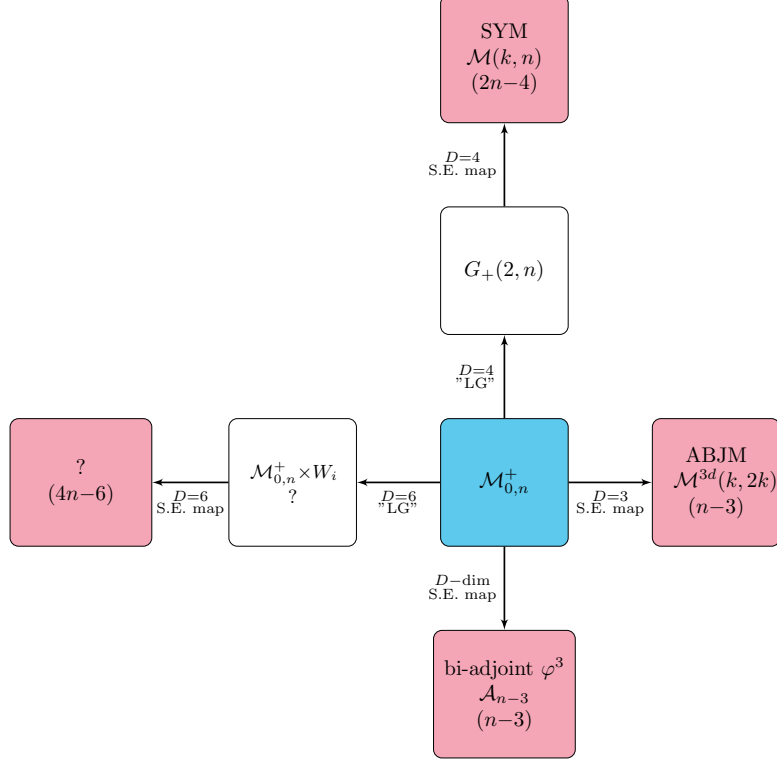 SYM
ℳ(k, n)
(2n−4)
D=4
S.E. map
G₊(2, n)
D=4
”LG”
?
(4n−6)
D=6
S.E. map
ℳ⁺₀,ₙ×Wᵢ
?
D=6
”LG”
ℳ⁺₀,ₙ
D=3
S.E. map
ABJM
ℳ³ᵈ(k, 2k)
(n−3)
D−dim
S.E. map
bi-adjoint φ³
𝒜ₙ₋₃
(n−3)